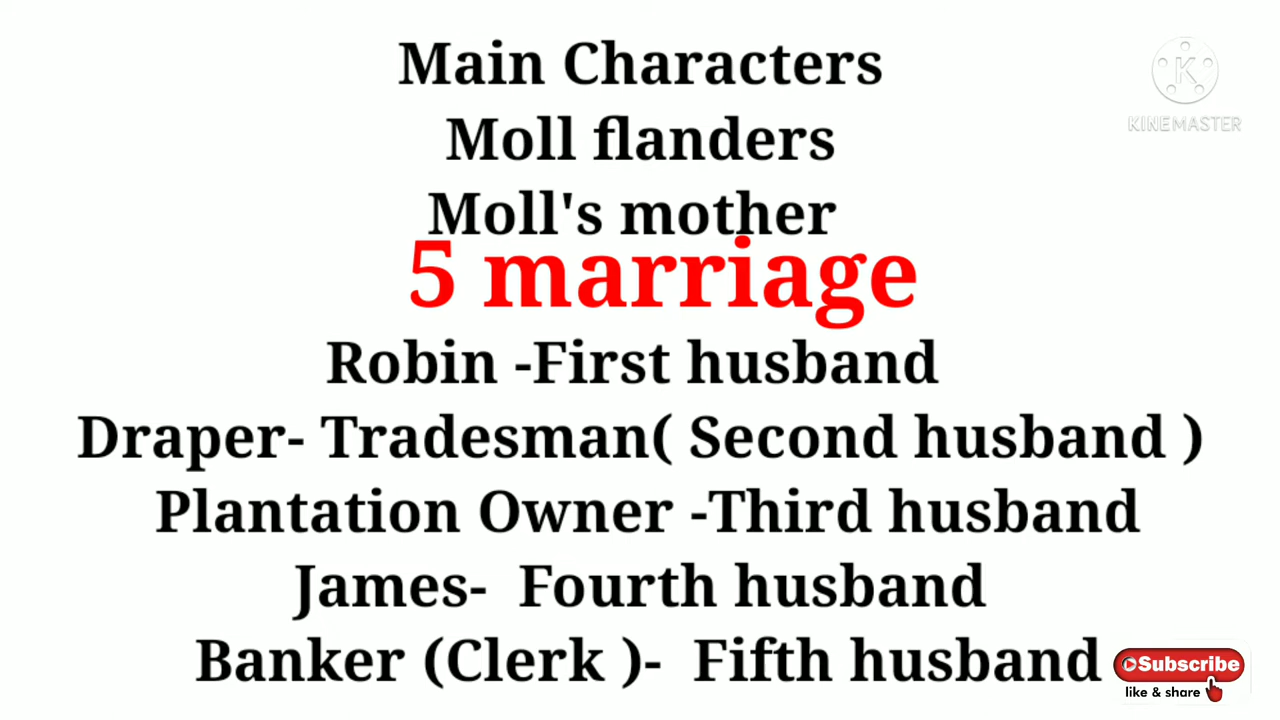 Main Characters
KINEMASTER
Moll flanders
Moll's mother
5 marriage
Robin -First husband
Draper- Tradesman( Second husband )
Plantation Owner -Third husband
James-  Fourth husband
Banker (Clerk )-  Fifth husband
Subscribe
like & share